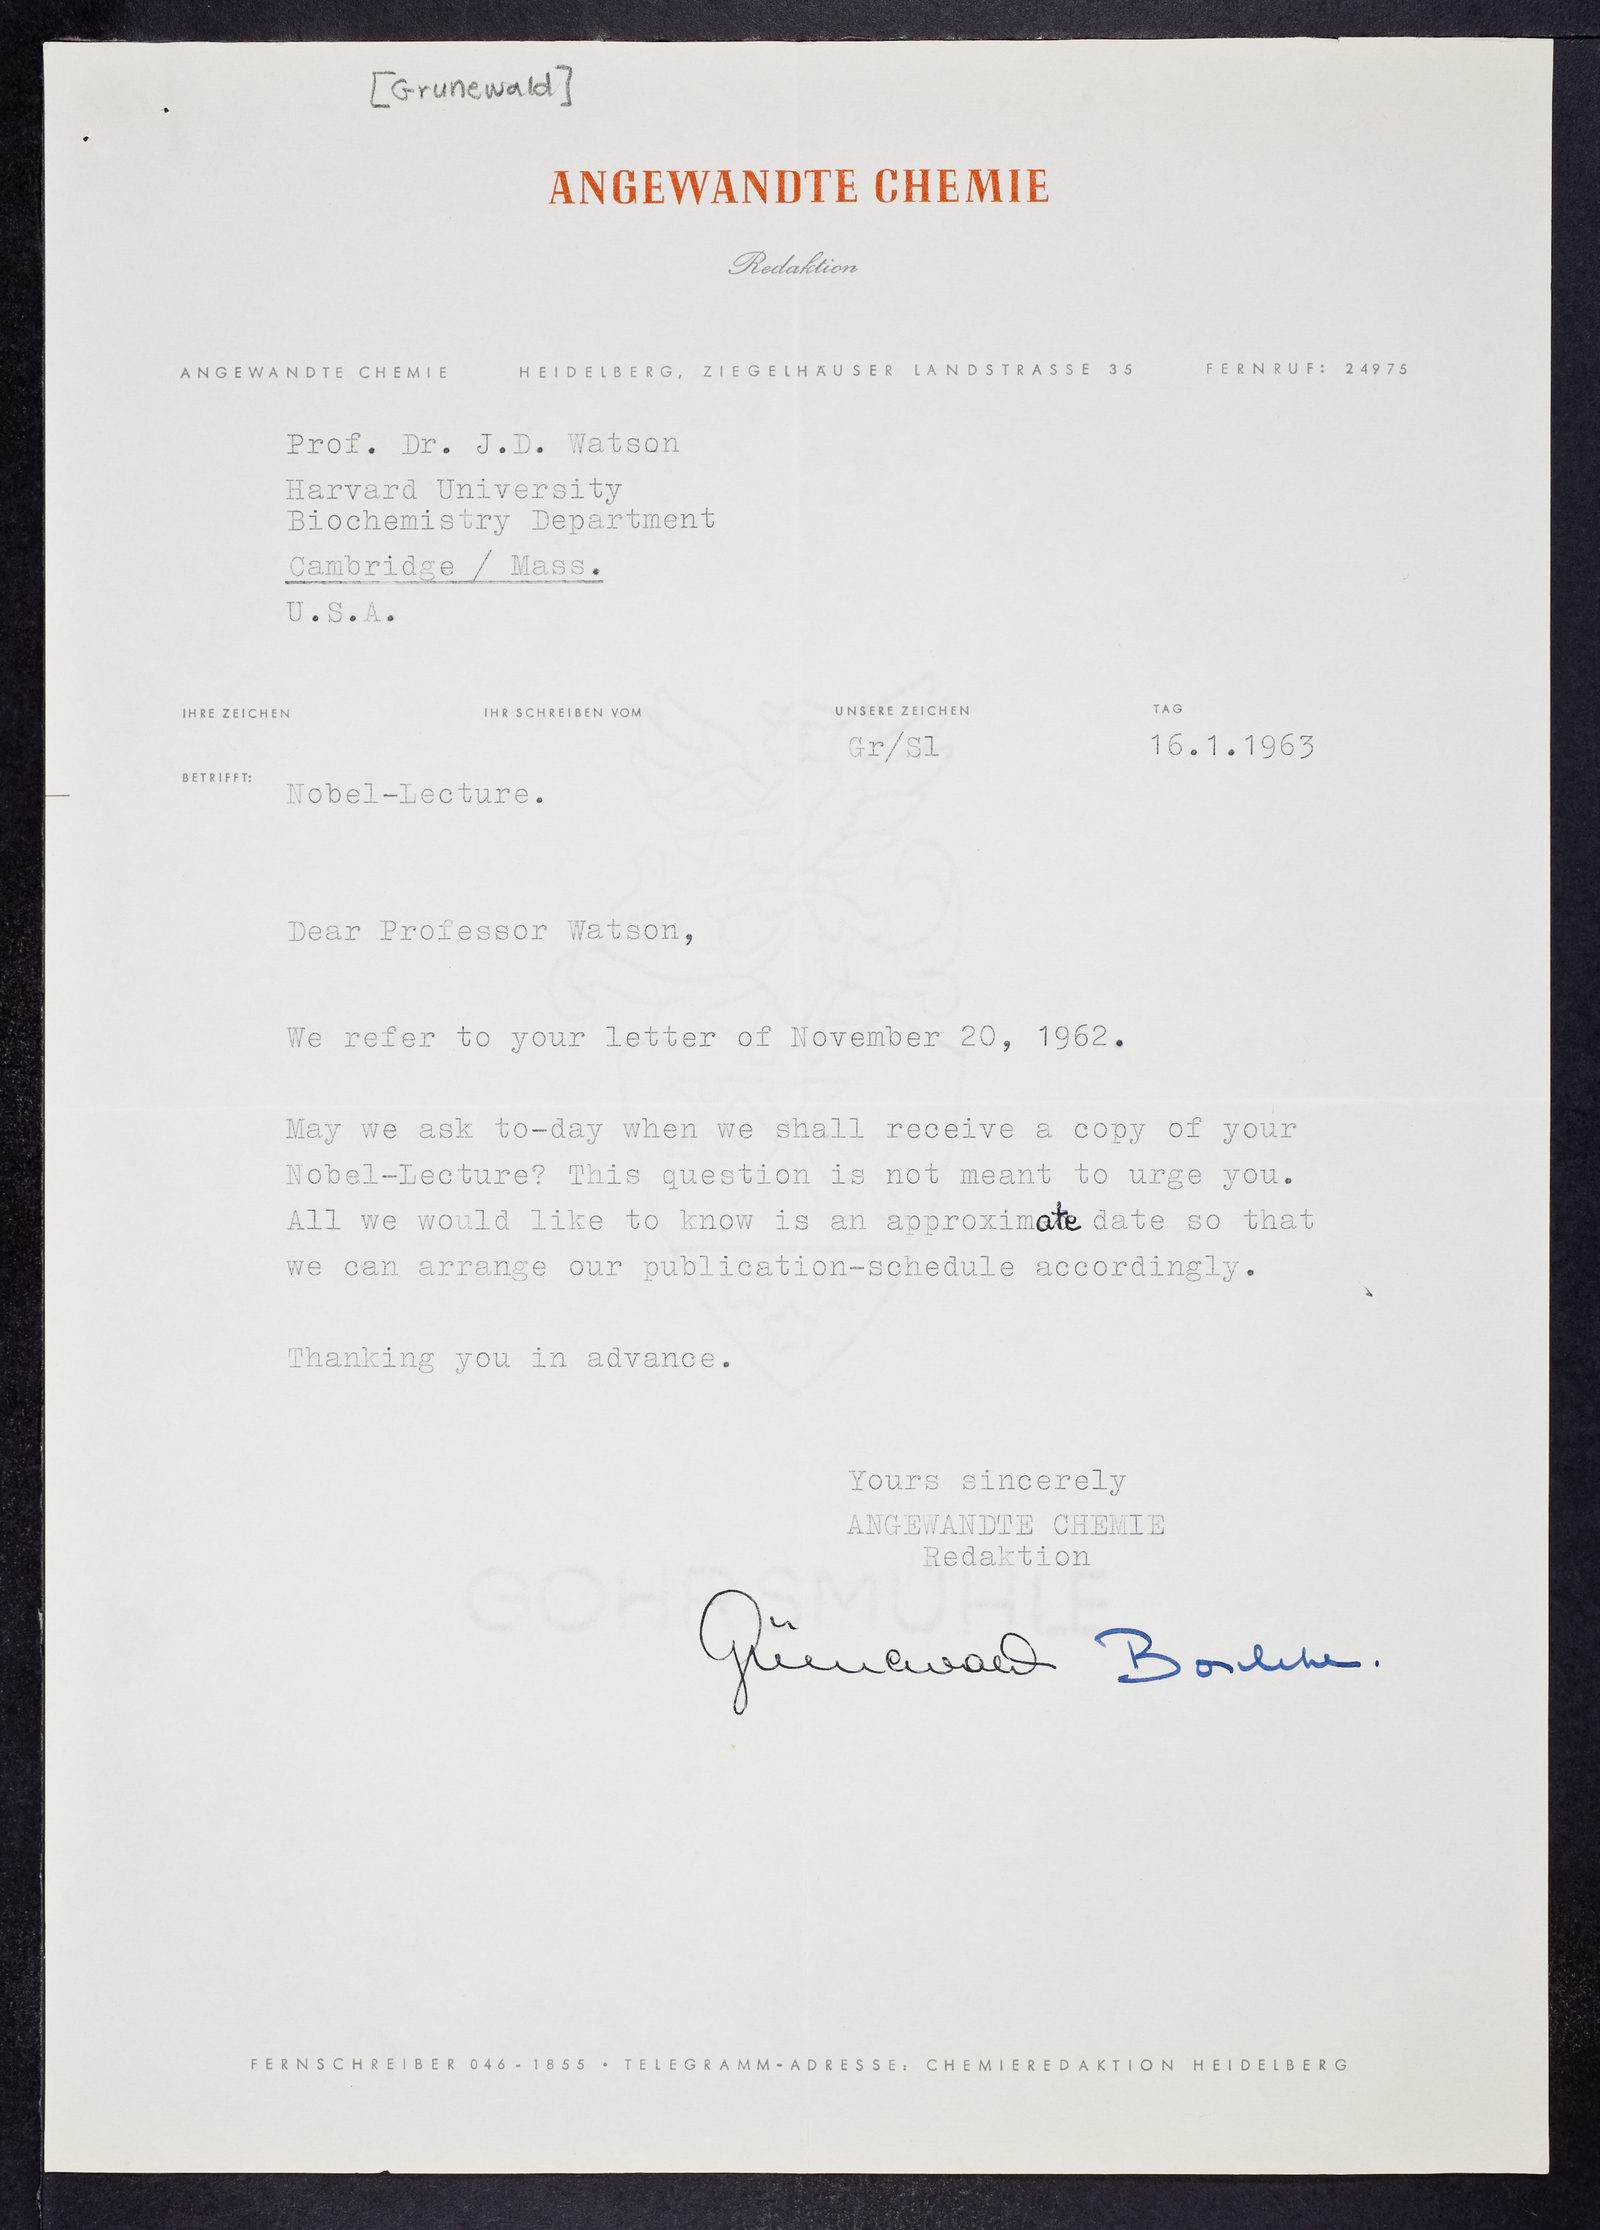 [Grunewald]
ANGEWANDTE CHEMIE
Redaktion
ANGEWANDTE CHEMIE HEIDELBERG, ZIEGELHÄUSER LANDSTRASSE 35 FERNRUF: 24975
Prof. Dr. J.D. Watson
Harvard University
Biochemistry Department
Cambridge / Mass.
U.S.A.
IHRE ZEICHEN IHR SCHREIBEN VOM UNSERE ZEICHEN TAG
Gr/Sl 16.1.1963
BETRIFFT: Nobel-Lecture.
Dear Professor Watson,
We refer to your letter of November 20, 1962.
May we ask to-day when we shall receive a copy of your
Nobel-Lecture? This question is not meant to urge you.
All we would like to know is an approximate date so that
we can arrange our publication-schedule accordingly.
Thanking you in advance.
Yours sincerely
ANGEWANDTE CHEMIE
Redaktion
GOHRSMÜHLE
Grünewald
FERNSCHREIBER 046-1855 • TELEGRAMM-ADRESSE: CHEMIEREDAKTION HEIDELBERG